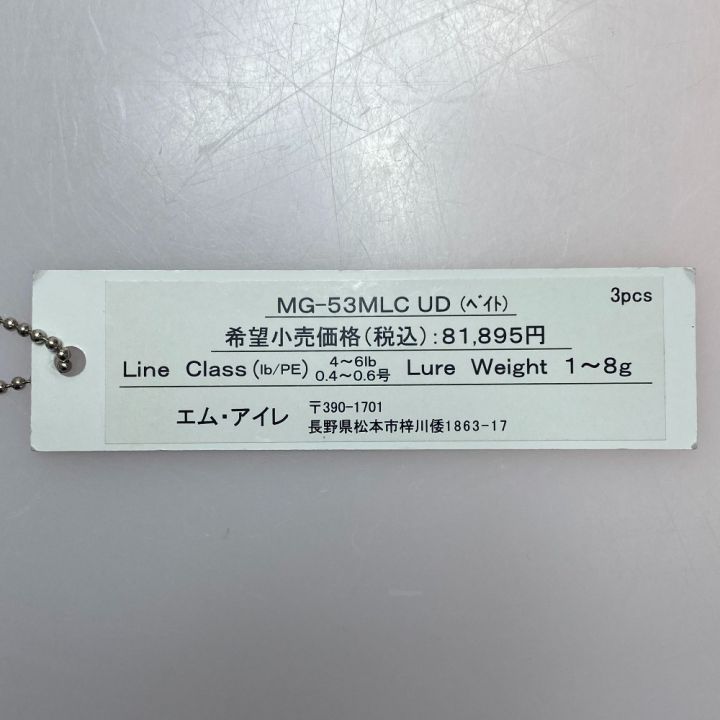 MG-53MLC UD (ﾍﾞｲﾄ)
3pcs
希望小売価格(税込):81,895円
Line Class (lb/PE) 4～6lb 0.4～0.6号 Lure Weight 1～8g
エム・アイレ
〒390-1701
長野県松本市梓川倭1863-17